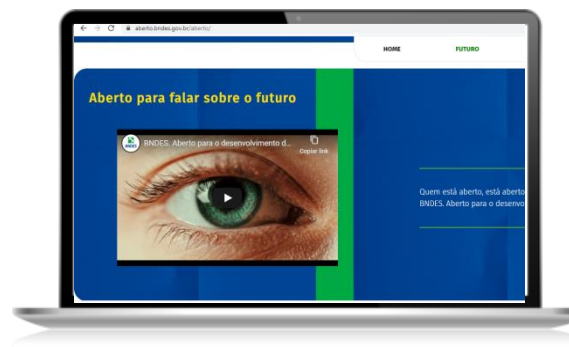 aberto.bndes.gov.br/aberto/
HOME
FUTURO
Aberto para falar sobre o futuro
BNDES
BNDES. Aberto para o desenvolvimento d...
Copiar link
Quem está aberto, está aberto
BNDES. Aberto para o desenvo